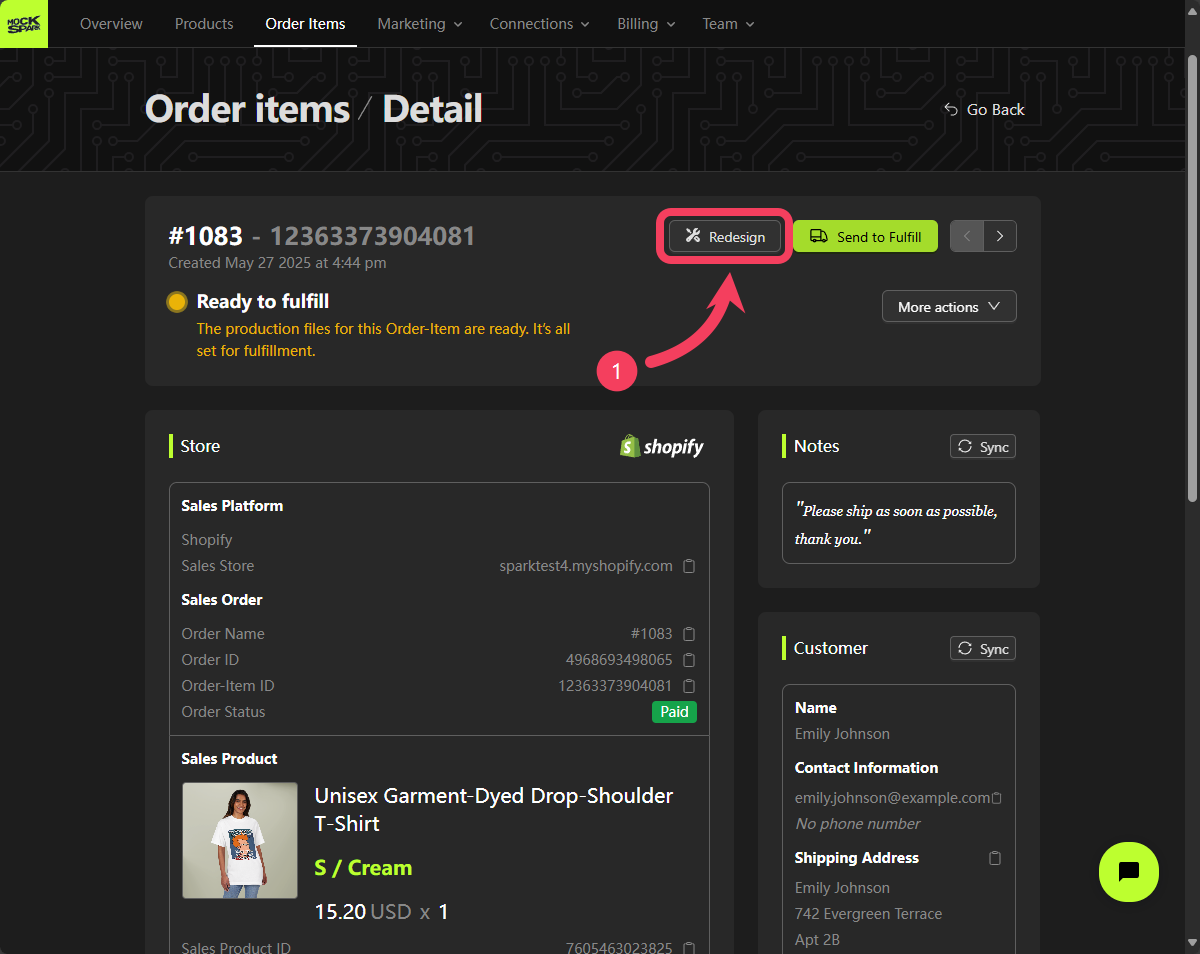 MOCK
SPARK
Overview
Products
Order Items
Marketing
Connections
Billing
Team
Order items / Detail
Go Back
#1083 - 12363373904081
Created May 27 2025 at 4:44 pm
Redesign
Send to Fulfill
Ready to fulfill
The production files for this Order-Item are ready. It's all
set for fulfillment.
More actions
1
Store
shopify
Sales Platform
Shopify
Sales Store
sparktest4.myshopify.com
Sales Order
Order Name
#1083
Order ID
4968693498065
Order-Item ID
12363373904081
Order Status
Paid
Sales Product
Unisex Garment-Dyed Drop-Shoulder
T-Shirt
S / Cream
15.20 USD x 1
Sales Product ID
7605463023825
Notes
Sync
"Please ship as soon as possible,
thank you."
Customer
Sync
Name
Emily Johnson
Contact Information
emily.johnson@example.com
No phone number
Shipping Address
Emily Johnson
742 Evergreen Terrace
Apt 2B